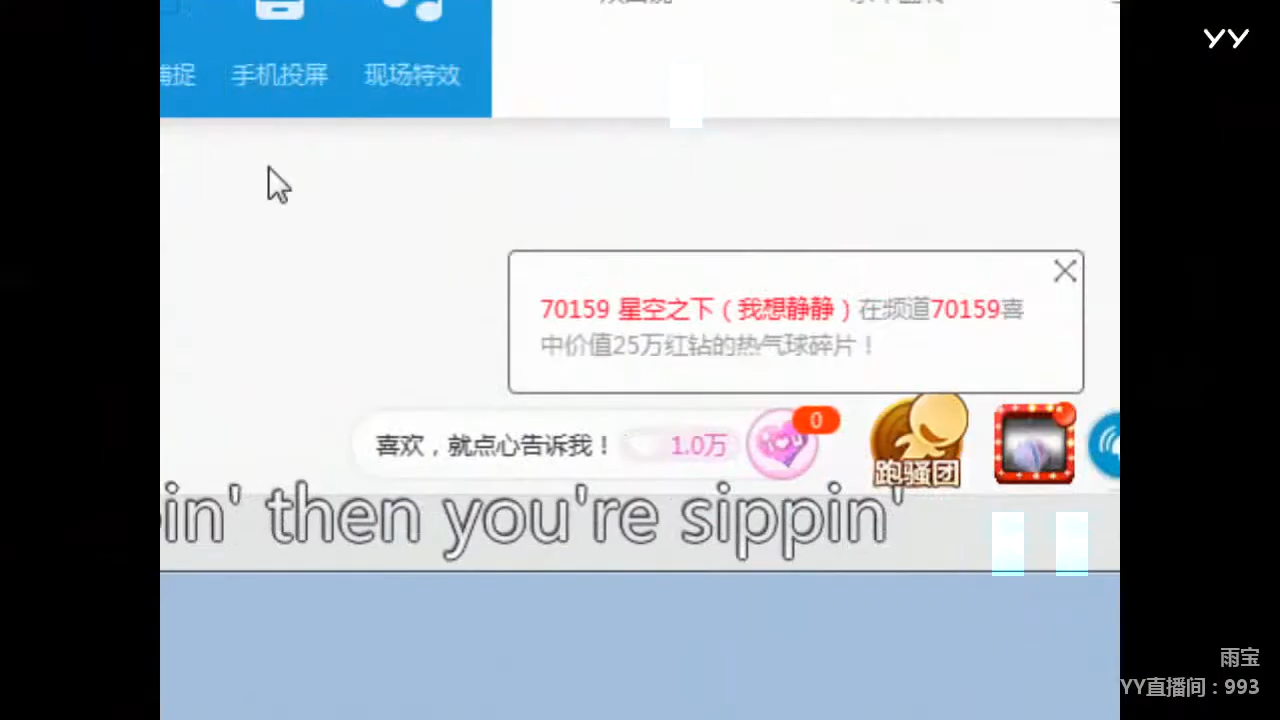 YY
捕捉 手机投屏 现场特效
70159 星空之下（我想静静）在频道70159喜
中价值25万红钻的热气球碎片！
0
喜欢，就点心告诉我！ 1.0万
跑骚团
pin' then you're sippin'
雨宝
YY直播间：993